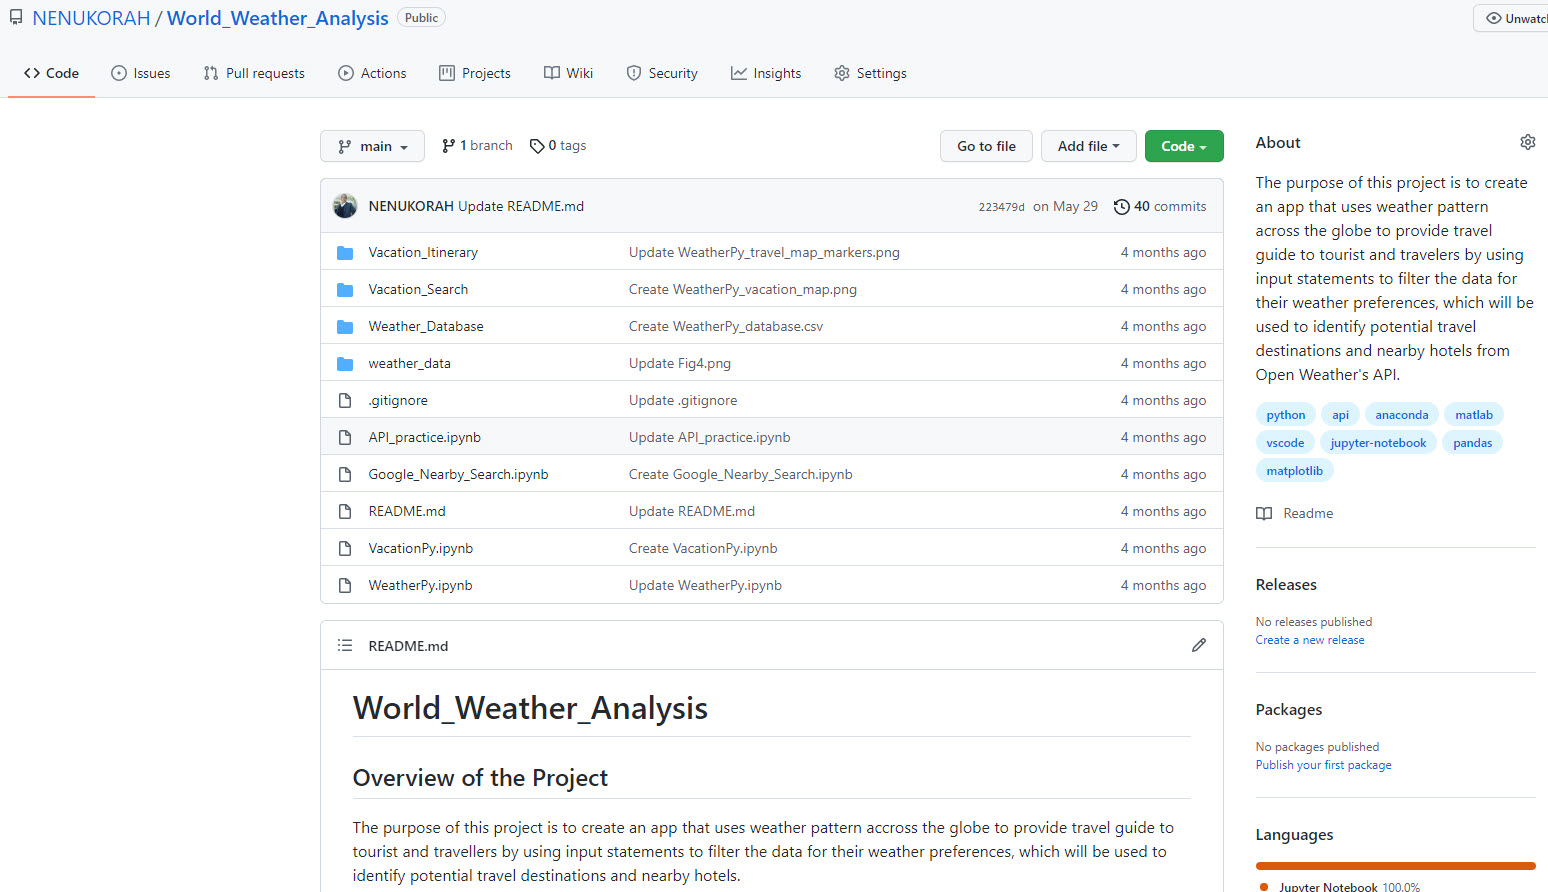 NENUKORAH / World_Weather_Analysis Public
Unwatch
Code Issues Pull requests Actions Projects Wiki Security Insights Settings
main 1 branch 0 tags Go to file Add file Code
NENUKORAH Update README.md 223479d on May 29 40 commits
Vacation_Itinerary Update WeatherPy_travel_map_markers.png 4 months ago
Vacation_Search Create WeatherPy_vacation_map.png 4 months ago
Weather_Database Create WeatherPy_database.csv 4 months ago
weather_data Update Fig4.png 4 months ago
.gitignore Update .gitignore 4 months ago
API_practice.ipynb Update API_practice.ipynb 4 months ago
Google_Nearby_Search.ipynb Create Google_Nearby_Search.ipynb 4 months ago
README.md Update README.md 4 months ago
VacationPy.ipynb Create VacationPy.ipynb 4 months ago
WeatherPy.ipynb Update WeatherPy.ipynb 4 months ago
README.md
World_Weather_Analysis
Overview of the Project
The purpose of this project is to create an app that uses weather pattern accross the globe to provide travel guide to
tourist and travellers by using input statements to filter the data for their weather preferences, which will be used to
identify potential travel destinations and nearby hotels.
About
The purpose of this project is to create
an app that uses weather pattern
across the globe to provide travel
guide to tourist and travelers by using
input statements to filter the data for
their weather preferences, which will be
used to identify potential travel
destinations and nearby hotels from
Open Weather's API.
python api anaconda matlab
vscode jupyter-notebook pandas
matplotlib
Readme
Releases
No releases published
Create a new release
Packages
No packages published
Publish your first package
Languages
Jupyter Notebook 100.0%